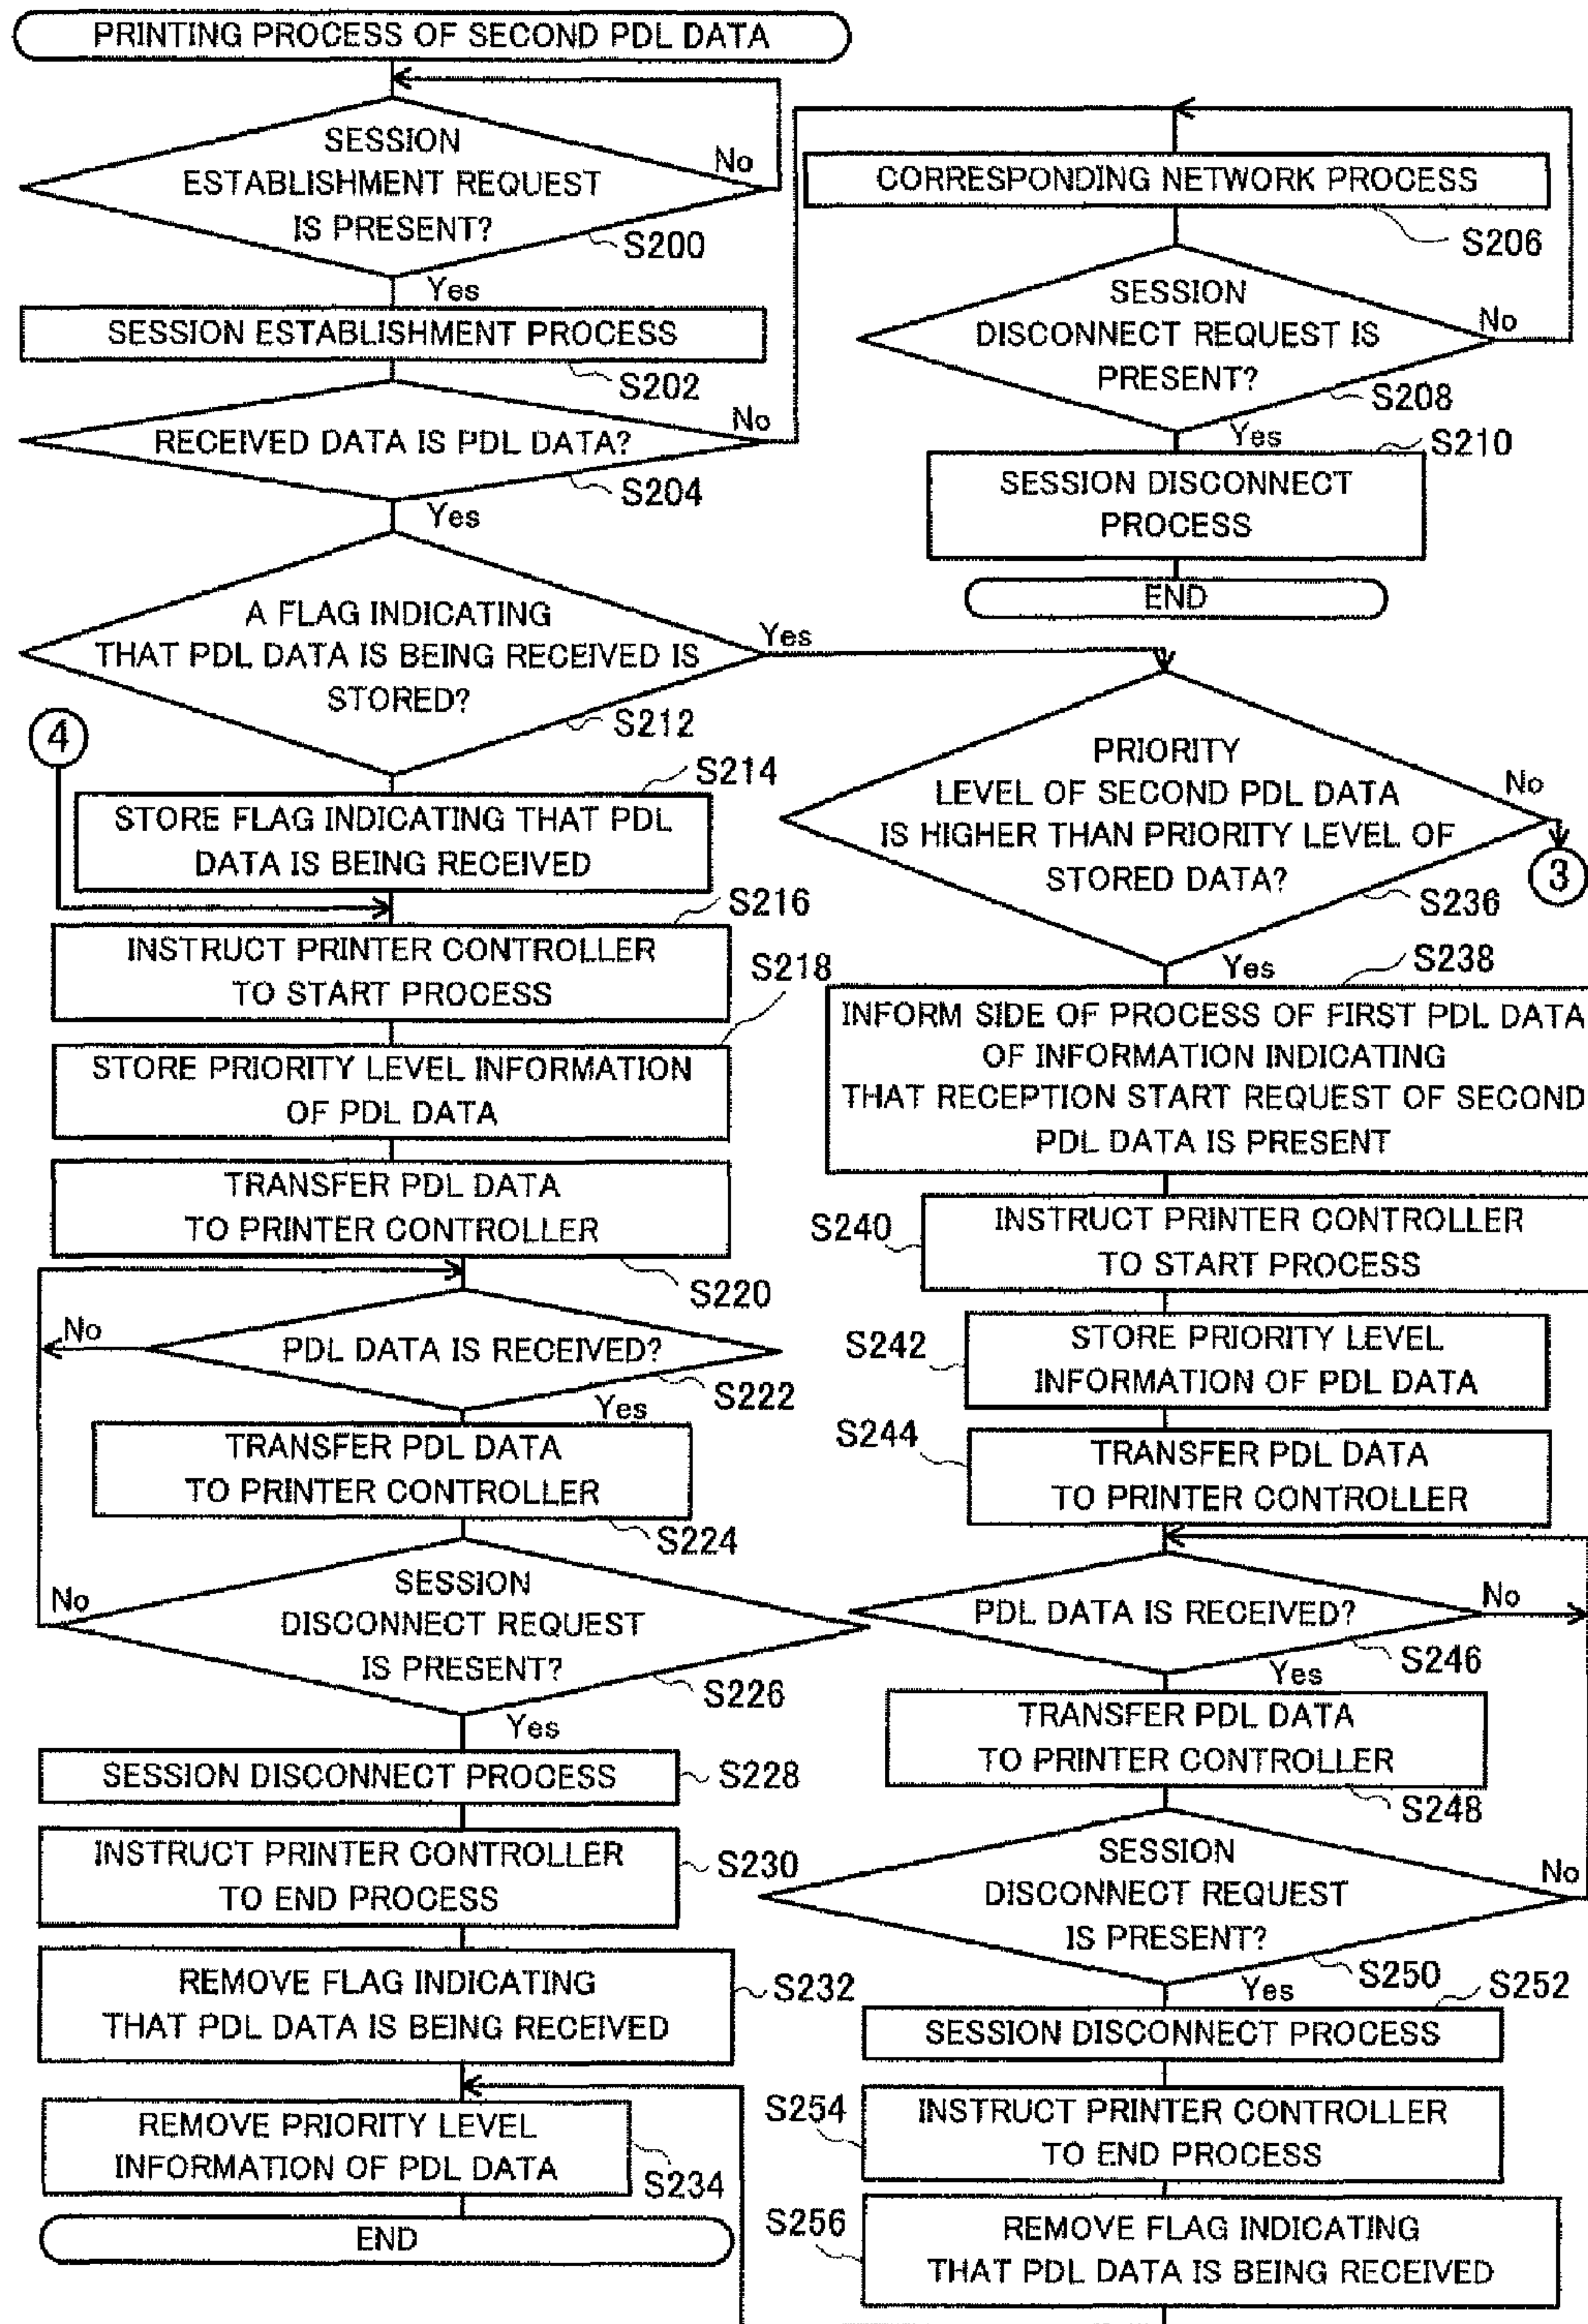 PRINTING PROCESS OF SECOND PDL DATA
SESSION
ESTABLISHMENT REQUEST
IS PRESENT?
No
S200
Yes
SESSION ESTABLISHMENT PROCESS
S202
RECEIVED DATA IS PDL DATA?
No
S204
Yes
CORRESPONDING NETWORK PROCESS
S206
SESSION
DISCONNECT REQUEST IS
PRESENT?
No
S208
Yes
S210
SESSION DISCONNECT
PROCESS
END
A FLAG INDICATING
THAT PDL DATA IS BEING RECEIVED IS
STORED?
Yes
S212
4
S214
STORE FLAG INDICATING THAT PDL
DATA IS BEING RECEIVED
S216
INSTRUCT PRINTER CONTROLLER
TO START PROCESS
S218
STORE PRIORITY LEVEL INFORMATION
OF PDL DATA
TRANSFER PDL DATA
TO PRINTER CONTROLLER
S220
No
PDL DATA IS RECEIVED?
S222
Yes
TRANSFER PDL DATA
TO PRINTER CONTROLLER
S224
No
SESSION
DISCONNECT REQUEST
IS PRESENT?
S226
Yes
SESSION DISCONNECT PROCESS
S228
INSTRUCT PRINTER CONTROLLER
TO END PROCESS
S230
REMOVE FLAG INDICATING
THAT PDL DATA IS BEING RECEIVED
S232
REMOVE PRIORITY LEVEL
INFORMATION OF PDL DATA
S234
END
PRIORITY
LEVEL OF SECOND PDL DATA
IS HIGHER THAN PRIORITY LEVEL OF
STORED DATA?
No
3
S236
Yes
S238
INFORM SIDE OF PROCESS OF FIRST PDL DATA
OF INFORMATION INDICATING
THAT RECEPTION START REQUEST OF SECOND
PDL DATA IS PRESENT
S240
INSTRUCT PRINTER CONTROLLER
TO START PROCESS
S242
STORE PRIORITY LEVEL
INFORMATION OF PDL DATA
S244
TRANSFER PDL DATA
TO PRINTER CONTROLLER
PDL DATA IS RECEIVED?
No
S246
Yes
TRANSFER PDL DATA
TO PRINTER CONTROLLER
S248
SESSION
DISCONNECT REQUEST
IS PRESENT?
No
S250
Yes
S252
SESSION DISCONNECT PROCESS
S254
INSTRUCT PRINTER CONTROLLER
TO END PROCESS
S256
REMOVE FLAG INDICATING
THAT PDL DATA IS BEING RECEIVED